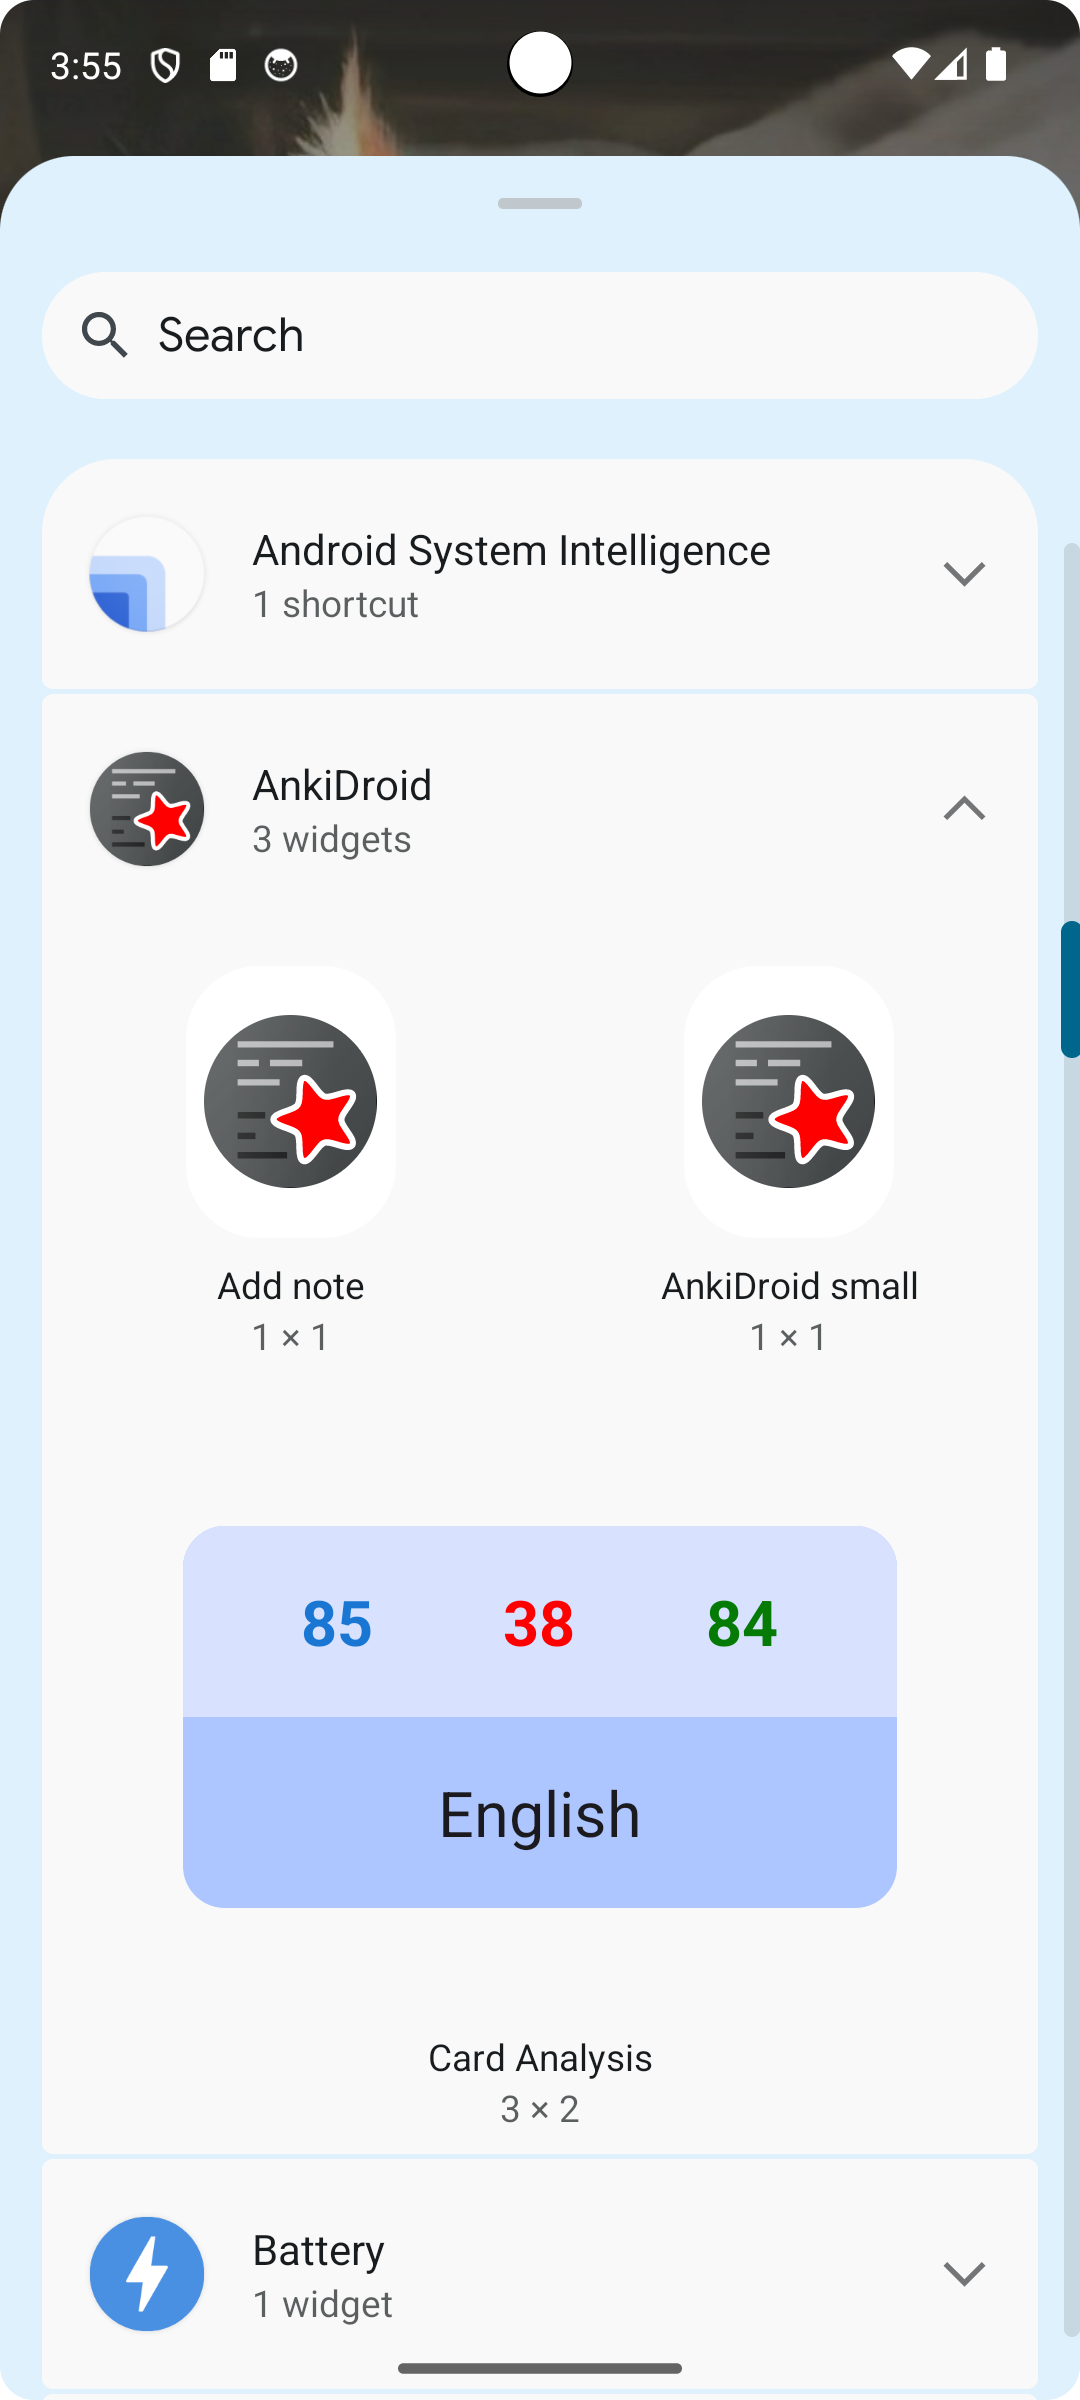 3:55
Search
Android System Intelligence
1 shortcut
AnkiDroid
3 widgets
Add note
1 × 1
AnkiDroid small
1 × 1
85 38 84
English
Card Analysis
3 × 2
Battery
1 widget